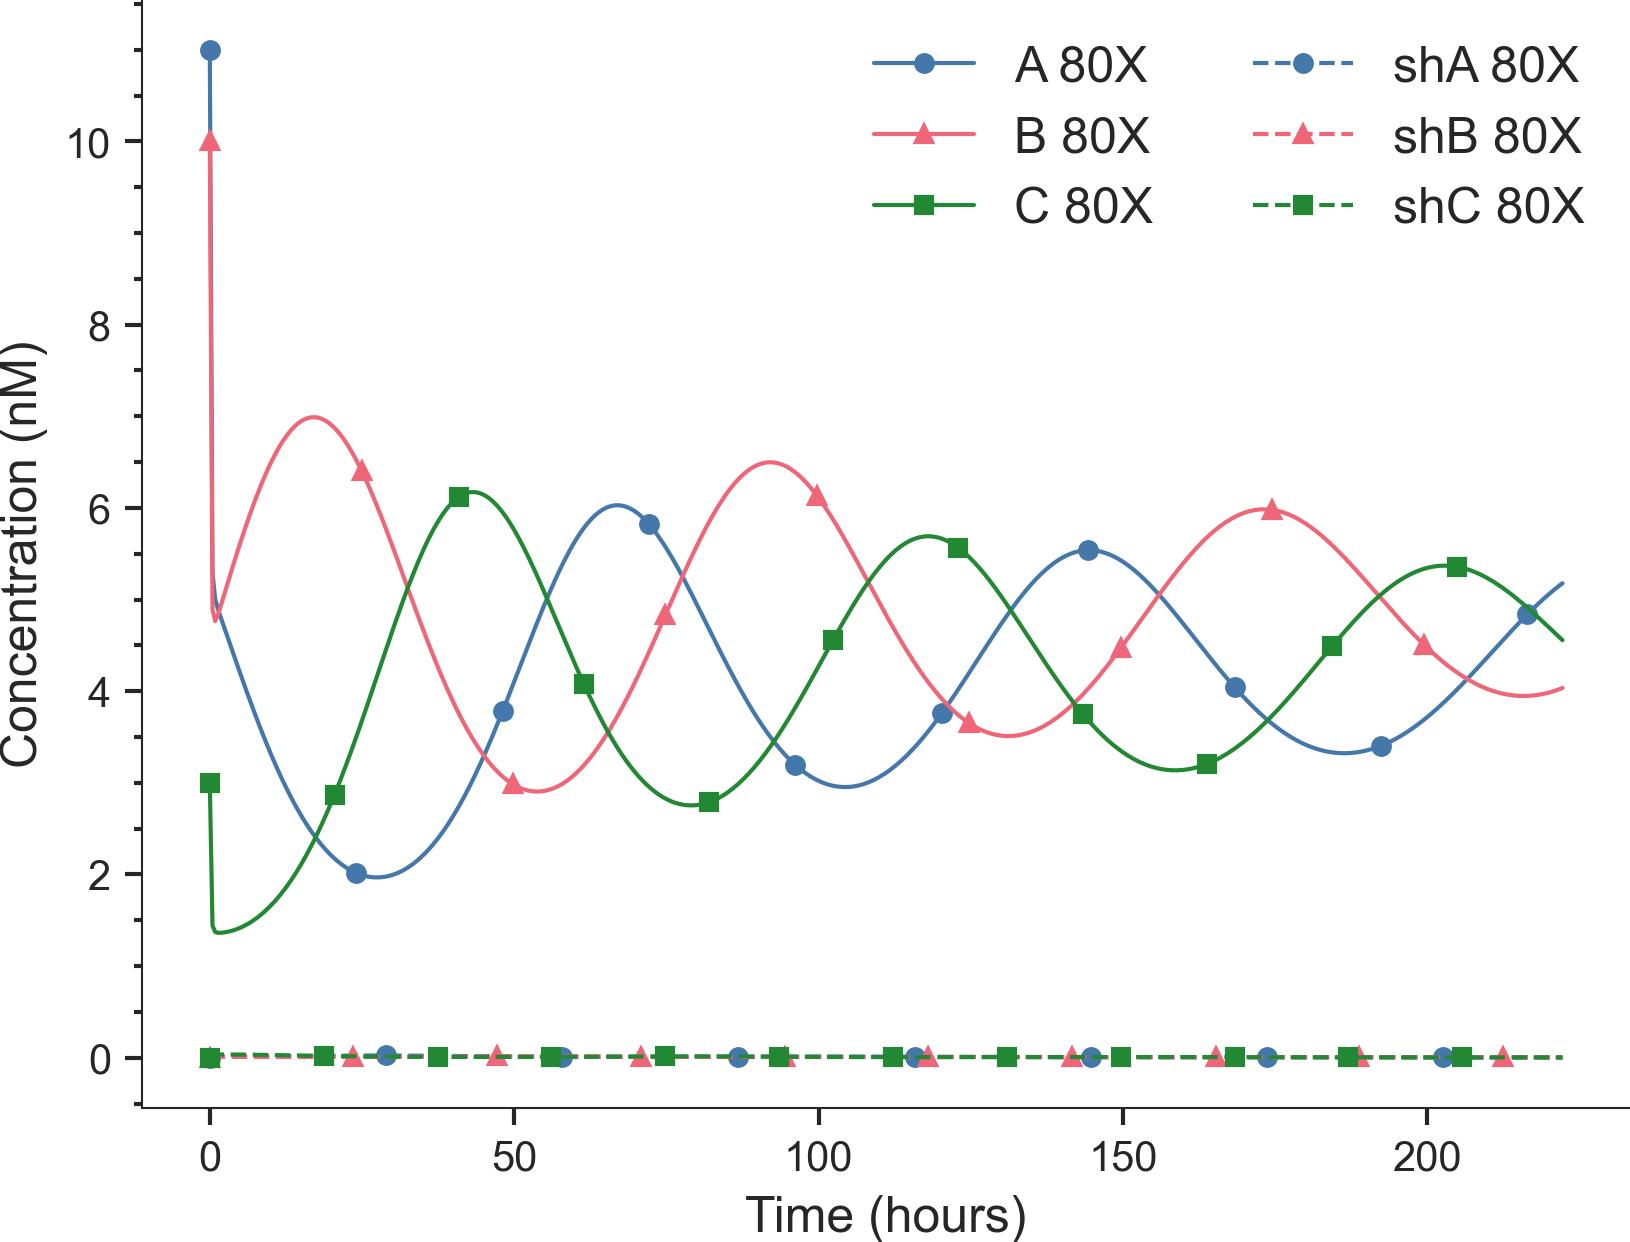 Concentration (nM)
10
8
6
4
2
0
A 80X
B 80X
C 80X
shA 80X
shB 80X
shC 80X
0 50 100 150 200
Time (hours)